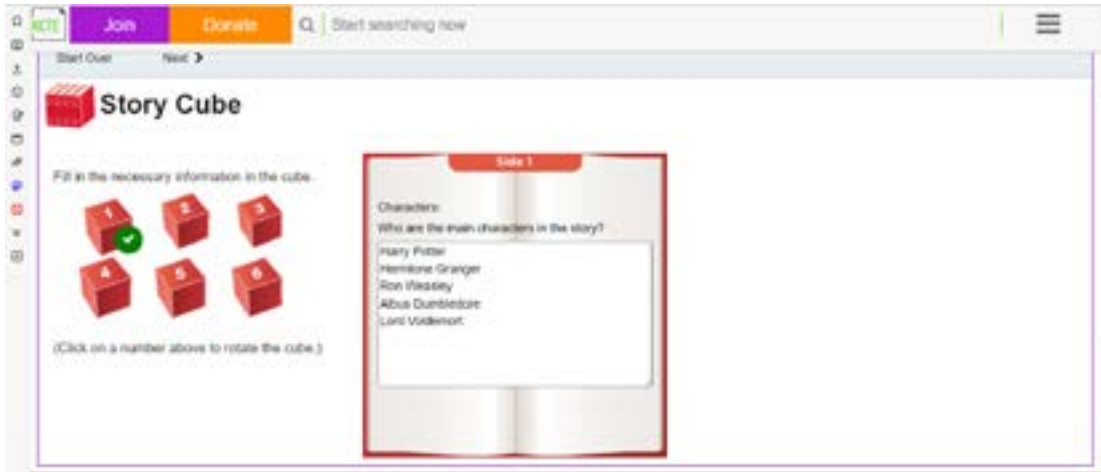 NCTE
Join
Donate
Start searching now
Start Over
Next
Story Cube
Fill in the necessary information in the cube.
1
2
3
4
5
6
(Click on a number above to rotate the cube.)
Side 1
Characters:
Who are the main characters in the story?
Harry Potter
Hermione Granger
Ron Weasley
Albus Dumbledore
Lord Voldemort